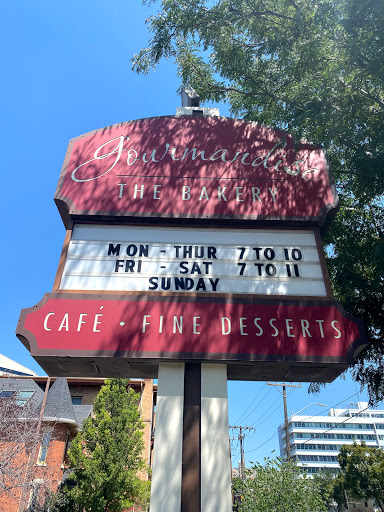 Gourmandise
THE BAKERY
MON - THUR 7 TO 10
FRI - SAT 7 TO 11
SUNDAY
CAFÉ · FINE DESSERTS